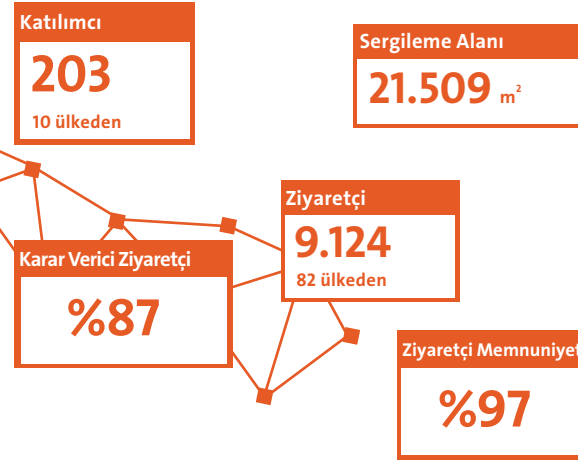 Katılımcı
203
10 ülkeden
Sergileme Alanı
21.509 m²
Ziyaretçi
9.124
82 ülkeden
Karar Verici Ziyaretçi
%87
Ziyaretçi Memnuniyet
%97